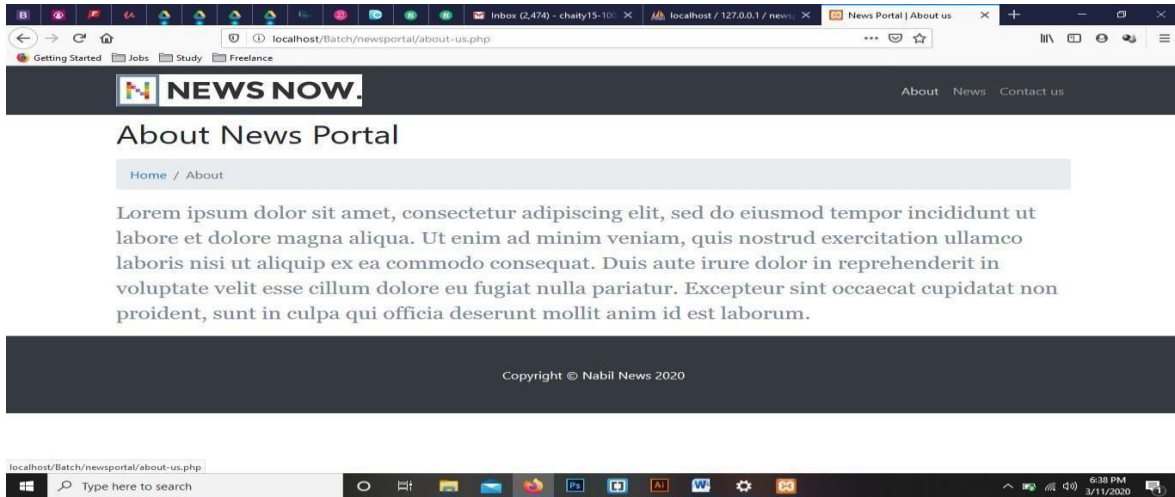 Inbox (2,474) - chaity15-10
localhost / 127.0.0.1 / news
News Portal | About us
localhost/Batch/newsportal/about-us.php
Getting Started Jobs Study Freelance
NEWS NOW.
About News Contact us
About News Portal
Home / About
Lorem ipsum dolor sit amet, consectetur adipiscing elit, sed do eiusmod tempor incididunt ut
labore et dolore magna aliqua. Ut enim ad minim veniam, quis nostrud exercitation ullamco
laboris nisi ut aliquip ex ea commodo consequat. Duis aute irure dolor in reprehenderit in
voluptate velit esse cillum dolore eu fugiat nulla pariatur. Excepteur sint occaecat cupidatat non
proident, sunt in culpa qui officia deserunt mollit anim id est laborum.
Copyright © Nabil News 2020
localhost/Batch/newsportal/about-us.php
Type here to search
6:38 PM
3/11/2020